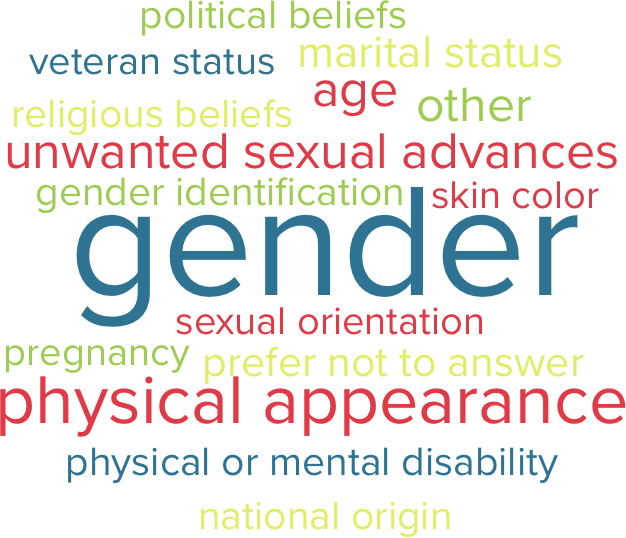 political beliefs
veteran status
marital status
age
religious beliefs
other
unwanted sexual advances
gender identification
skin color
gender
sexual orientation
pregnancy
prefer not to answer
physical appearance
physical or mental disability
national origin